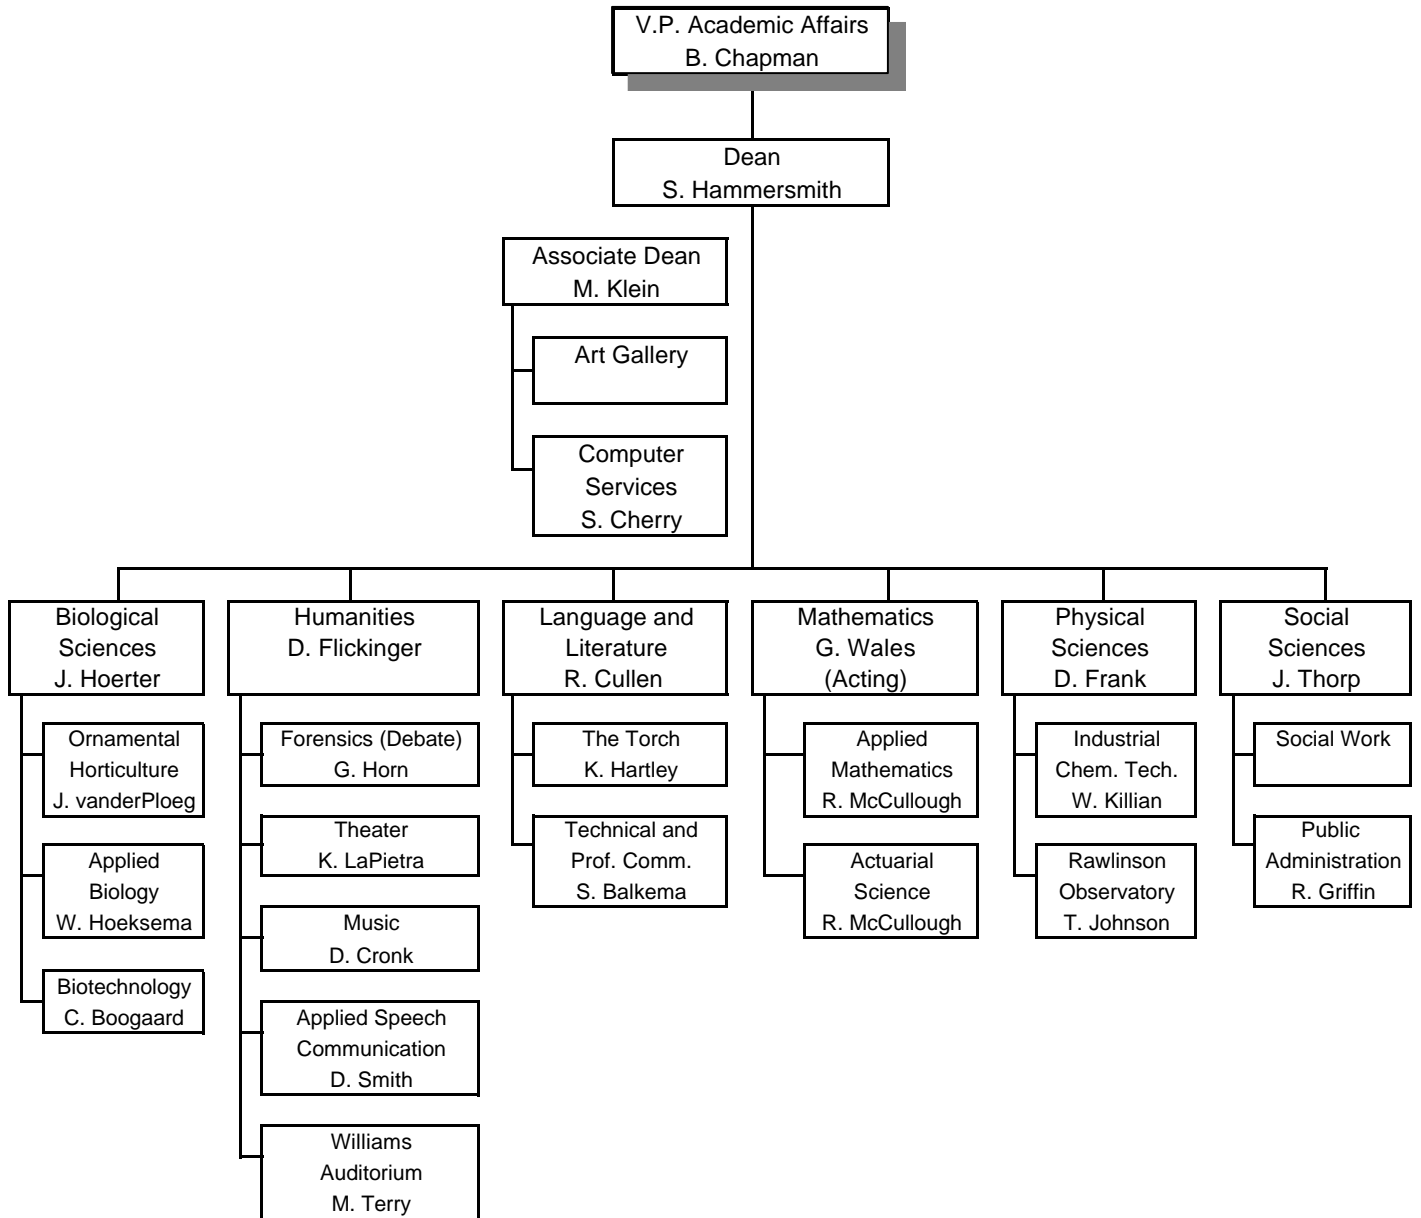 V.P. Academic Affairs
B. Chapman
Dean
S. Hammersmith
Associate Dean
M. Klein
Art Gallery
Computer
Services
S. Cherry
Biological
Sciences
J. Hoerter
Ornamental
Horticulture
J. vanderPloeg
Applied
Biology
W. Hoeksema
Biotechnology
C. Boogaard
Humanities
D. Flickinger
Forensics (Debate)
G. Horn
Theater
K. LaPietra
Music
D. Cronk
Applied Speech
Communication
D. Smith
Williams
Auditorium
M. Terry
Language and
Literature
R. Cullen
The Torch
K. Hartley
Technical and
Prof. Comm.
S. Balkema
Mathematics
G. Wales
(Acting)
Applied
Mathematics
R. McCullough
Actuarial
Science
R. McCullough
Physical
Sciences
D. Frank
Industrial
Chem. Tech.
W. Killian
Rawlinson
Observatory
T. Johnson
Social
Sciences
J. Thorp
Social Work
Public
Administration
R. Griffin